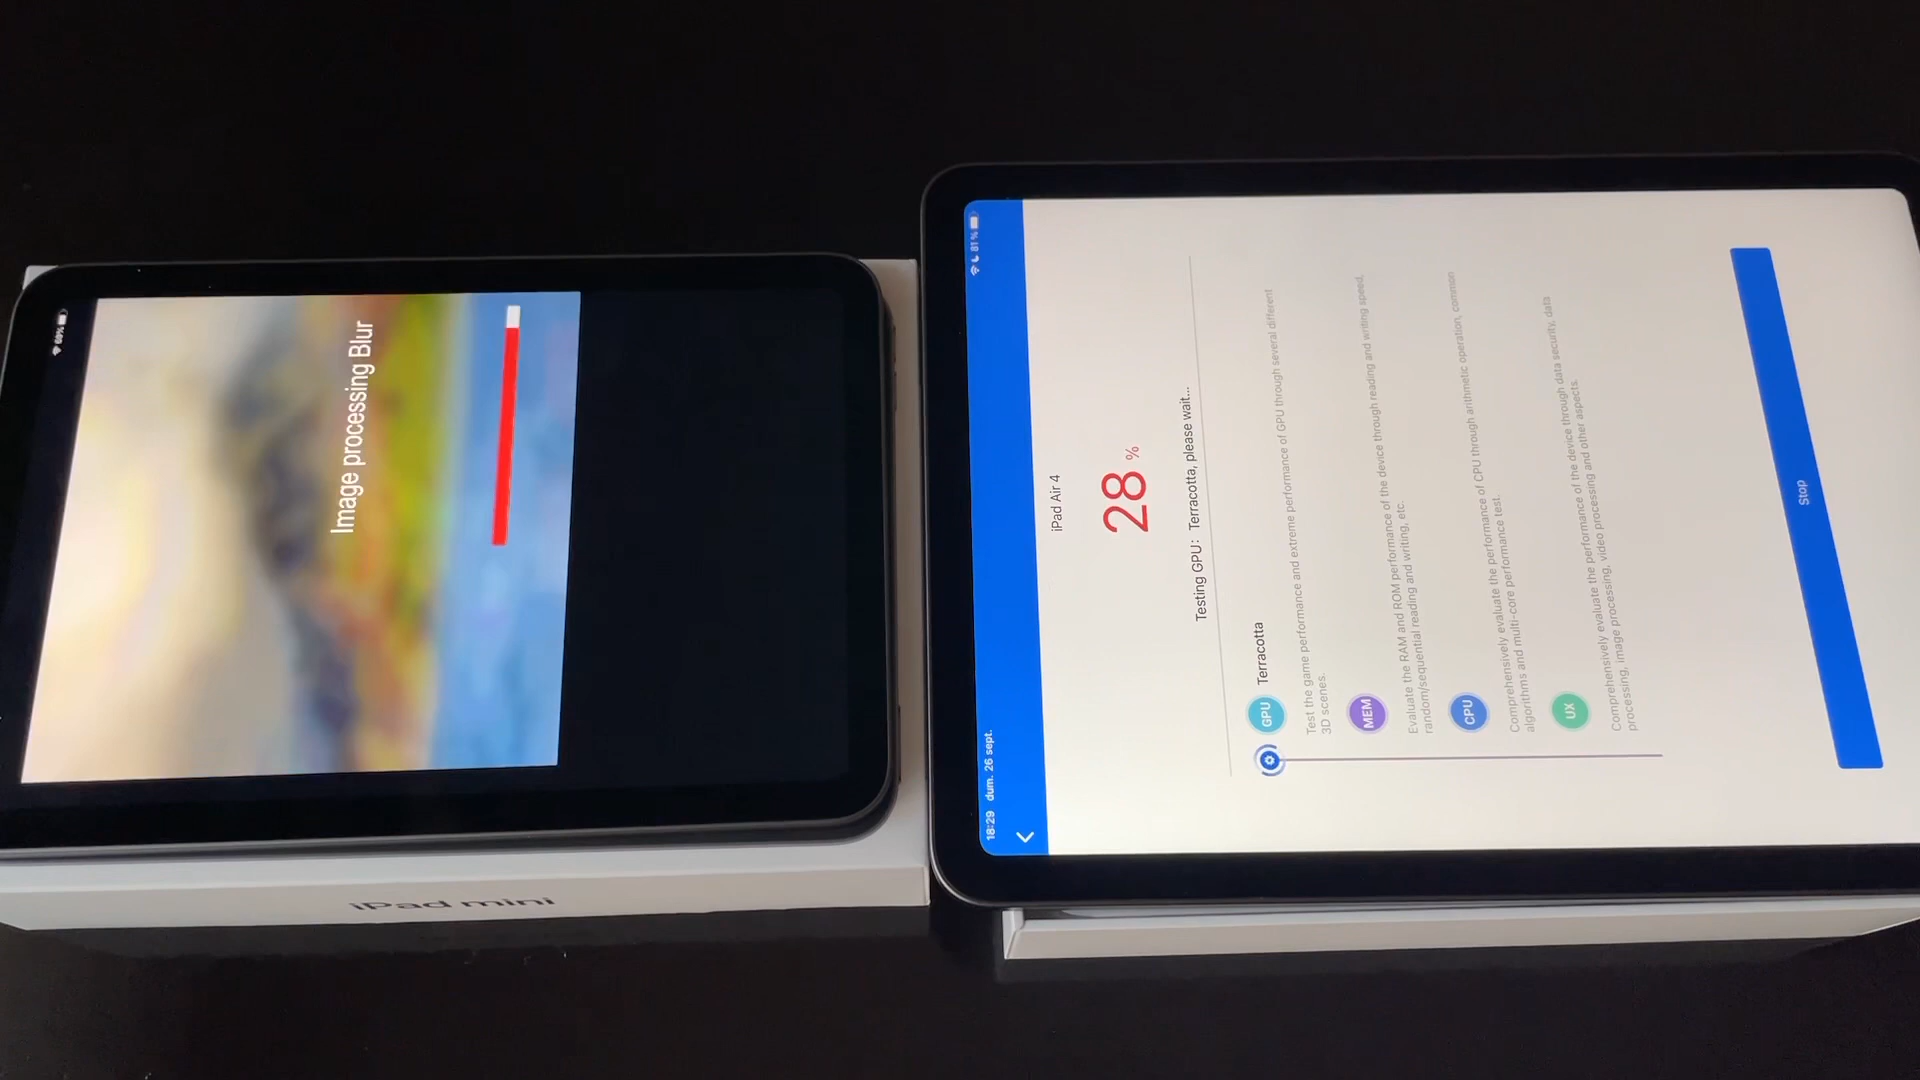 69%
Image processing Blur
iPad mini
18:29 dum. 26 sept.
81 %
iPad Air 4
28 %
Testing GPU: Terracotta, please wait...
GPU
Terracotta
Test the game performance and extreme performance of GPU through several different
3D scenes.
MEM
Evaluate the RAM and ROM performance of the device through reading and writing speed,
random/sequential reading and writing, etc.
CPU
Comprehensively evaluate the performance of CPU through arithmetic operation, common
algorithms and multi-core performance test.
UX
Comprehensively evaluate the performance of the device through data security, data
processing, image processing, video processing and other aspects.
Stop